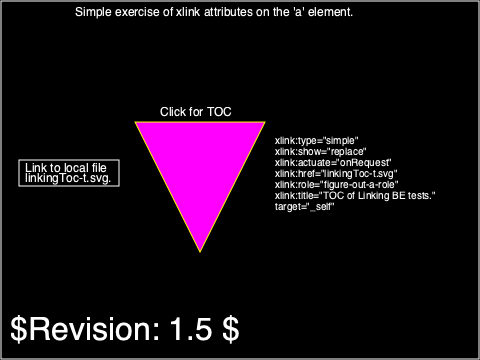 Simple exercise of xlink attributes on the 'a' element.
Click for TOC
Link to local file
linkingToc-t.svg.
xlink:type="simple"
xlink:show="replace"
xlink:actuate="onRequest"
xlink:href="linkingToc-t.svg"
xlink:role="figure-out-a-role"
xlink:title="TOC of Linking BE tests."
target="_self"
$Revision: 1.5 $